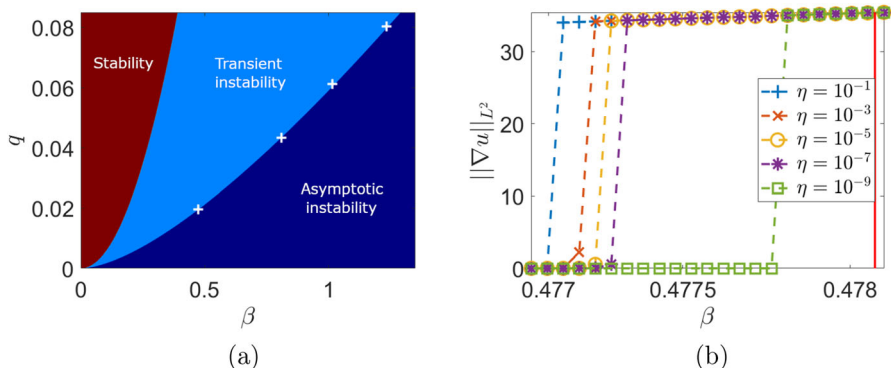 0.08
0.06
0.04
0.02
0
q
Stability
Transient
instability
Asymptotic
instability
0
0.5
1
β
(a)
30
20
10
0
||∇u||_{L^2}
η = 10^{-1}
η = 10^{-3}
η = 10^{-5}
η = 10^{-7}
η = 10^{-9}
0.477
0.4775
0.478
β
(b)